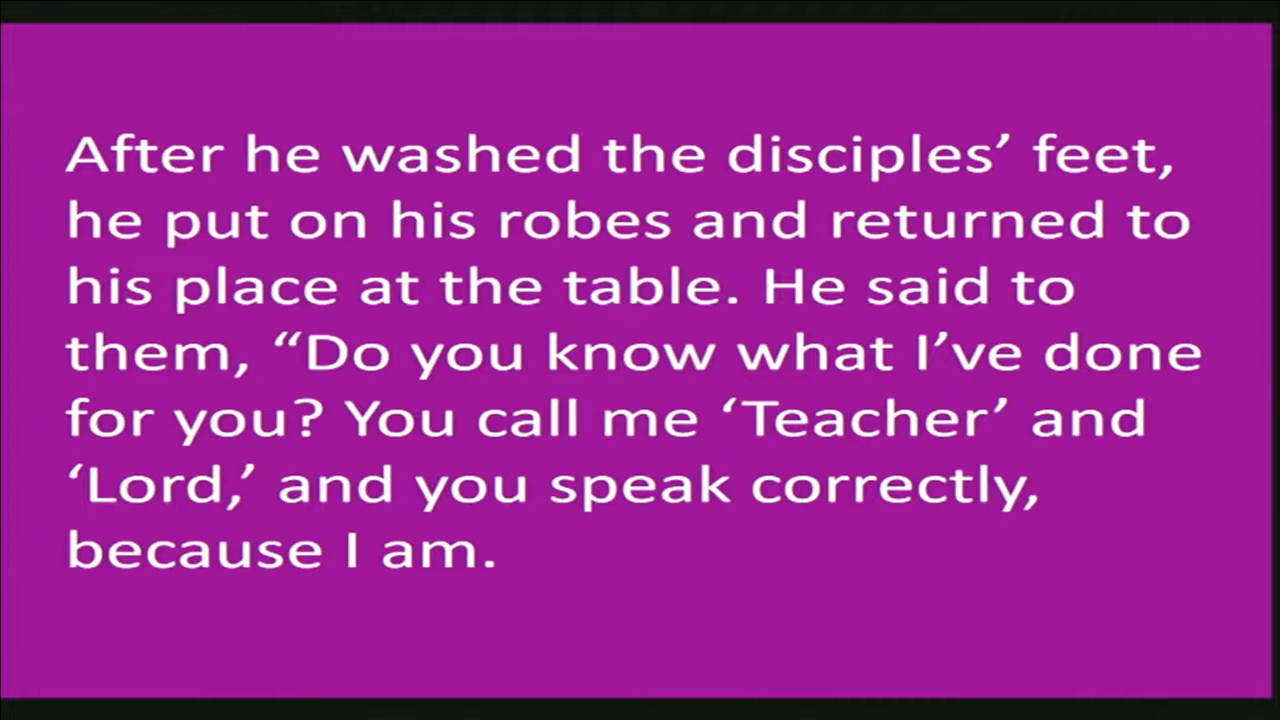 After he washed the disciples’ feet,
he put on his robes and returned to
his place at the table. He said to
them, “Do you know what I’ve done
for you? You call me ‘Teacher’ and
‘Lord,’ and you speak correctly,
because I am.